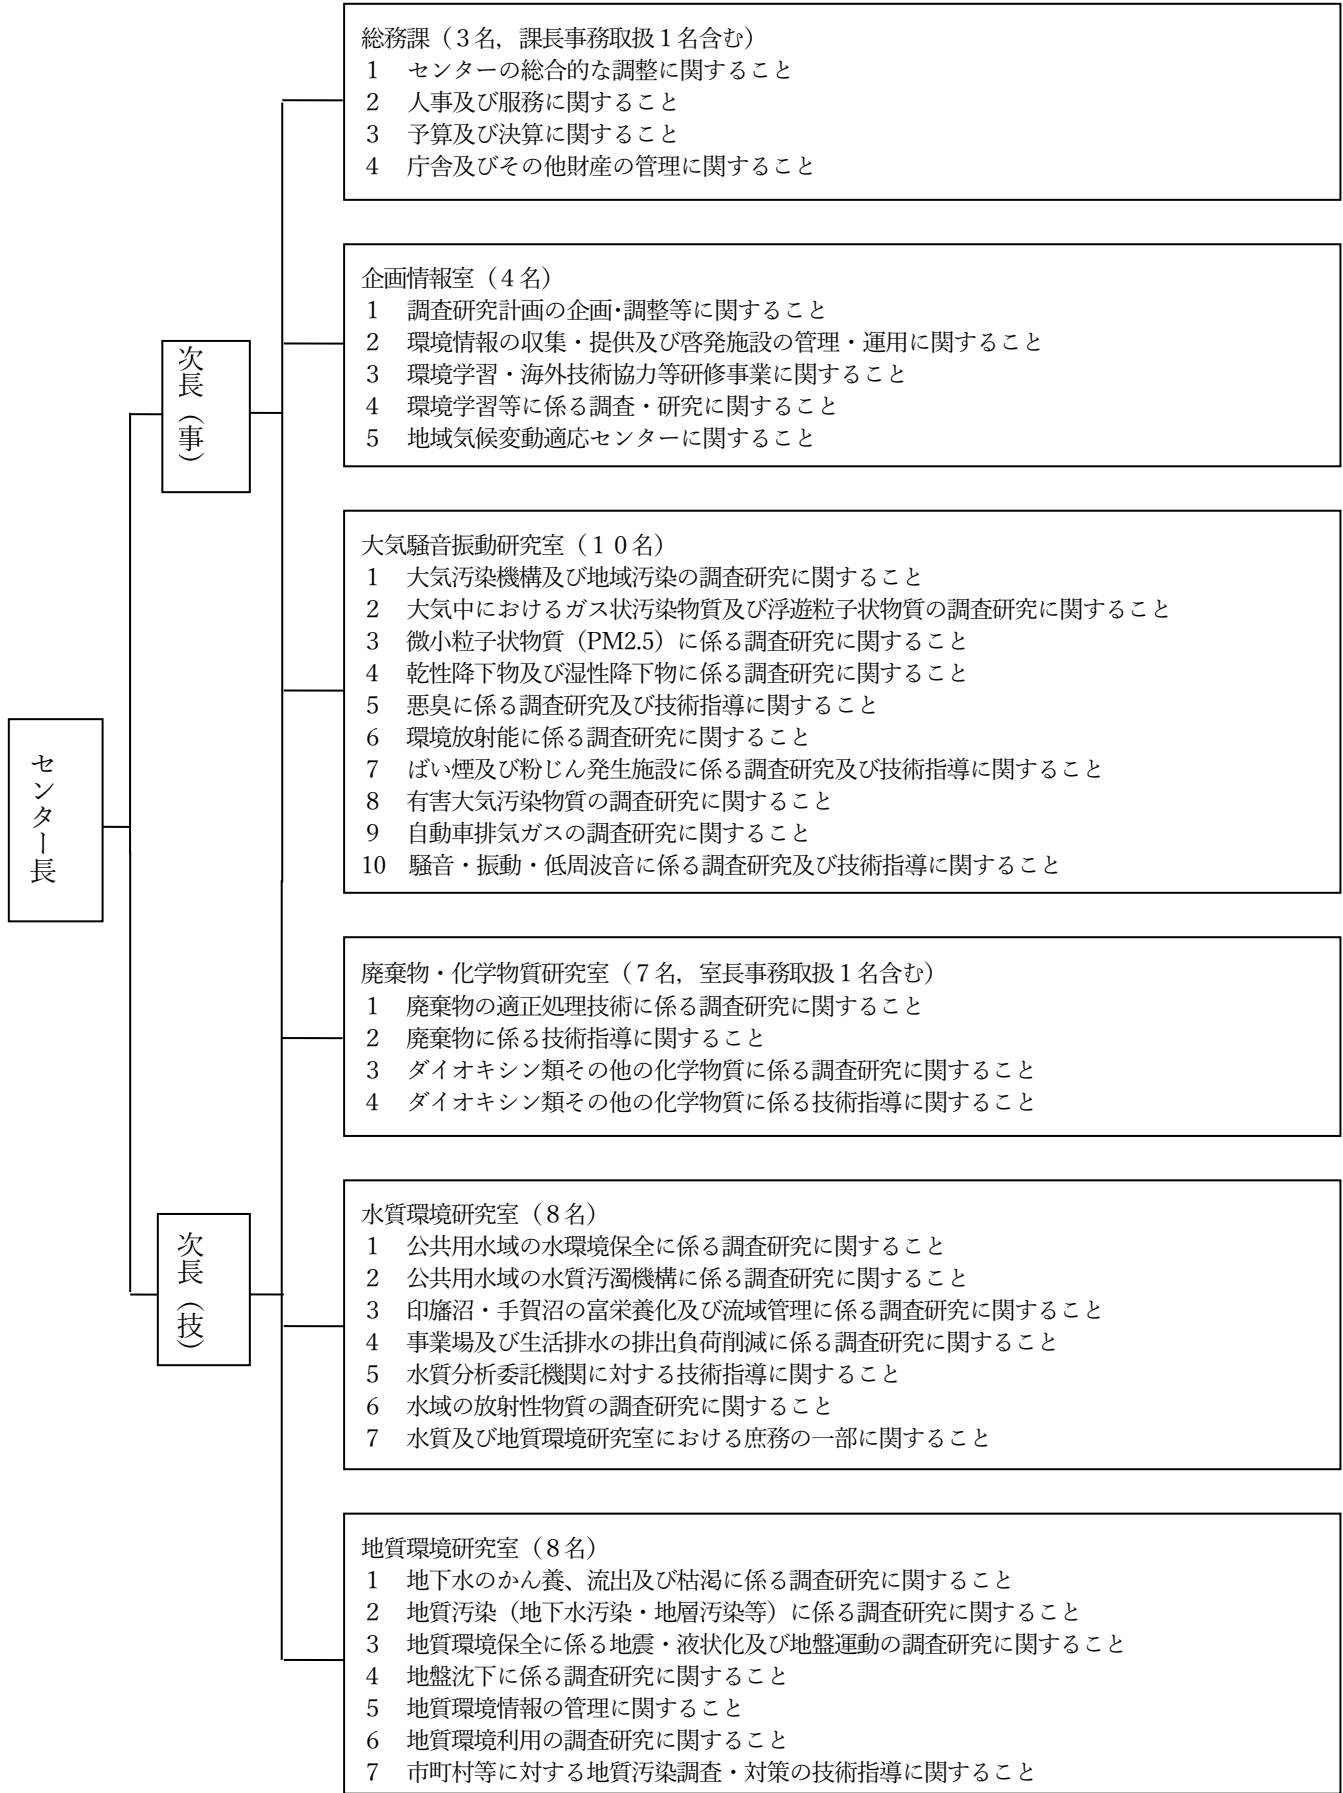 センター長
次長（事）
次長（技）
総務課（３名，課長事務取扱１名含む）
1　センターの総合的な調整に関すること
2　人事及び服務に関すること
3　予算及び決算に関すること
4　庁舎及びその他財産の管理に関すること
企画情報室（４名）
1　調査研究計画の企画･調整等に関すること
2　環境情報の収集・提供及び啓発施設の管理・運用に関すること
3　環境学習・海外技術協力等研修事業に関すること
4　環境学習等に係る調査・研究に関すること
5　地域気候変動適応センターに関すること
大気騒音振動研究室（１０名）
1　大気汚染機構及び地域汚染の調査研究に関すること
2　大気中におけるガス状汚染物質及び浮遊粒子状物質の調査研究に関すること
3　微小粒子状物質（PM2.5）に係る調査研究に関すること
4　乾性降下物及び湿性降下物に係る調査研究に関すること
5　悪臭に係る調査研究及び技術指導に関すること
6　環境放射能に係る調査研究に関すること
7　ばい煙及び粉じん発生施設に係る調査研究及び技術指導に関すること
8　有害大気汚染物質の調査研究に関すること
9　自動車排気ガスの調査研究に関すること
10　騒音・振動・低周波音に係る調査研究及び技術指導に関すること
廃棄物・化学物質研究室（７名，室長事務取扱１名含む）
1　廃棄物の適正処理技術に係る調査研究に関すること
2　廃棄物に係る技術指導に関すること
3　ダイオキシン類その他の化学物質に係る調査研究に関すること
4　ダイオキシン類その他の化学物質に係る技術指導に関すること
水質環境研究室（８名）
1　公共用水域の水環境保全に係る調査研究に関すること
2　公共用水域の水質汚濁機構に係る調査研究に関すること
3　印旛沼・手賀沼の富栄養化及び流域管理に係る調査研究に関すること
4　事業場及び生活排水の排出負荷削減に係る調査研究に関すること
5　水質分析委託機関に対する技術指導に関すること
6　水域の放射性物質の調査研究に関すること
7　水質及び地質環境研究室における庶務の一部に関すること
地質環境研究室（８名）
1　地下水のかん養、流出及び枯渇に係る調査研究に関すること
2　地質汚染（地下水汚染・地層汚染等）に係る調査研究に関すること
3　地質環境保全に係る地震・液状化及び地盤運動の調査研究に関すること
4　地盤沈下に係る調査研究に関すること
5　地質環境情報の管理に関すること
6　地質環境利用の調査研究に関すること
7　市町村等に対する地質汚染調査・対策の技術指導に関すること